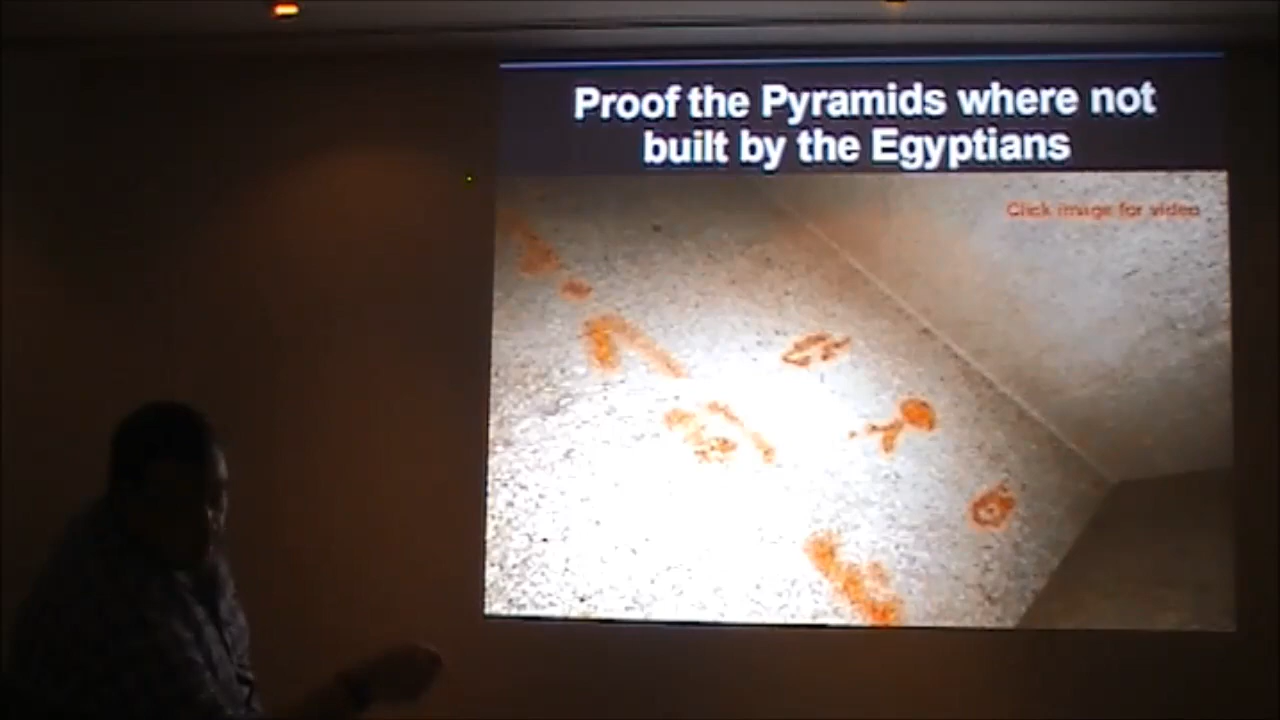 Proof the Pyramids where not
built by the Egyptians
Click image for video